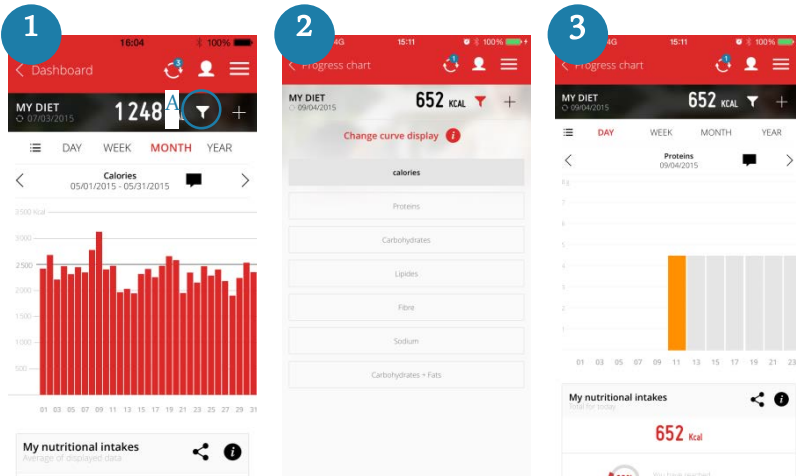 1
16:04
100%
Dashboard
3
MY DIET
07/03/2015
1 248
A
DAY WEEK MONTH YEAR
Calories
05/01/2015 - 05/31/2015
3500 kcal
3000
2500
2000
1500
1000
500
01 03 05 07 09 11 13 15 17 19 21 23 25 27 29 31
My nutritional intakes
Average of displayed data
2
4G
15:11
100%
Progress chart
1
MY DIET
09/04/2015
652 KCAL
Change curve display
calories
Proteins
Carbohydrates
Lipides
Fibre
Sodium
Carbohydrates + Fats
3
4G
15:11
100%
Progress chart
1
MY DIET
09/04/2015
652 KCAL
DAY WEEK MONTH YEAR
Proteins
09/04/2015
8 g
7
6
5
4
3
2
1
01 03 05 07 09 11 13 15 17 19 21 23
My nutritional intakes
Total for today
652 Kcal
You have reached